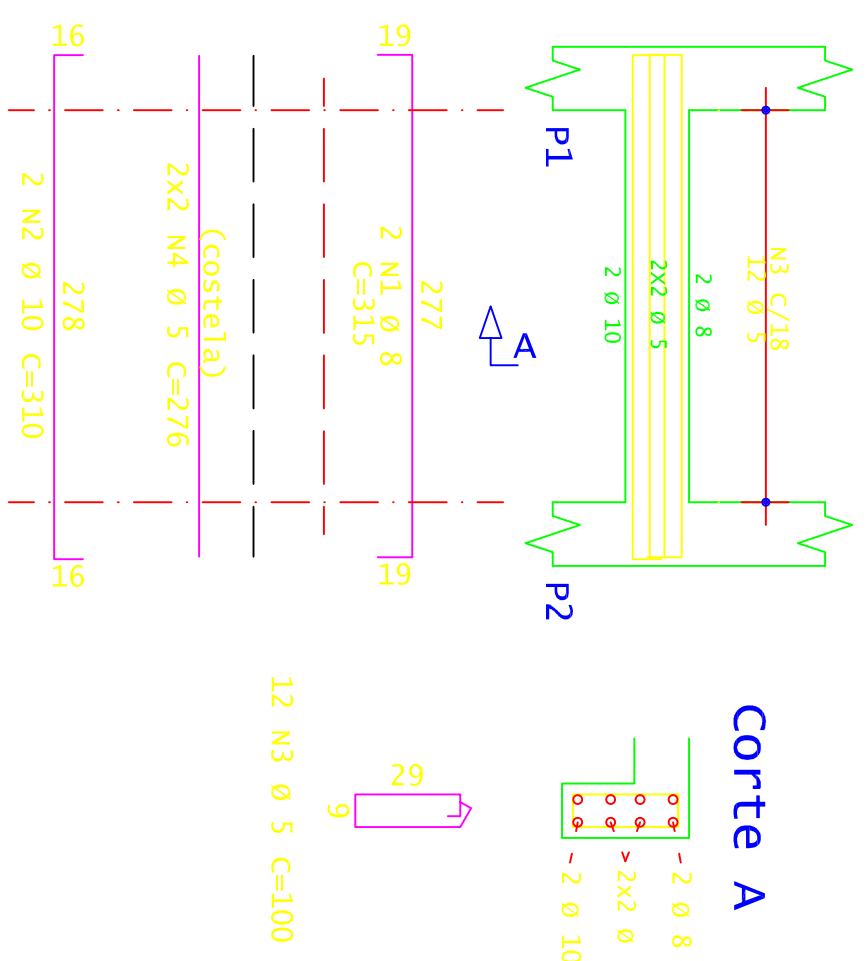 N3 C/18
12 Ø 5
2 Ø 8
2x2 Ø 5
2 Ø 10
P1
P2
A
19
277
19
2 N1 Ø 8
C=315
(costela)
2x2 N4 Ø 5 C=276
16
278
16
2 N2 Ø 10 C=310
Corte A
2 Ø 8
2x2 Ø
2 Ø 10
29
9
12 N3 Ø 5 C=100